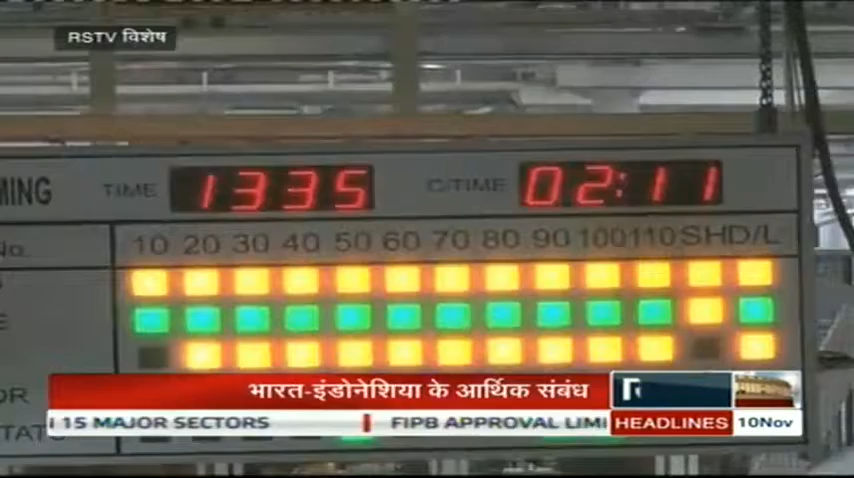 RSTV विशेष
MING TIME 1335 C/TIME 02:11
No. 10 20 30 40 50 60 70 80 90 100 110 SHD/L
भारत-इंडोनेशिया के आर्थिक संबंध
15 MAJOR SECTORS FIPB APPROVAL LIMI HEADLINES 10Nov